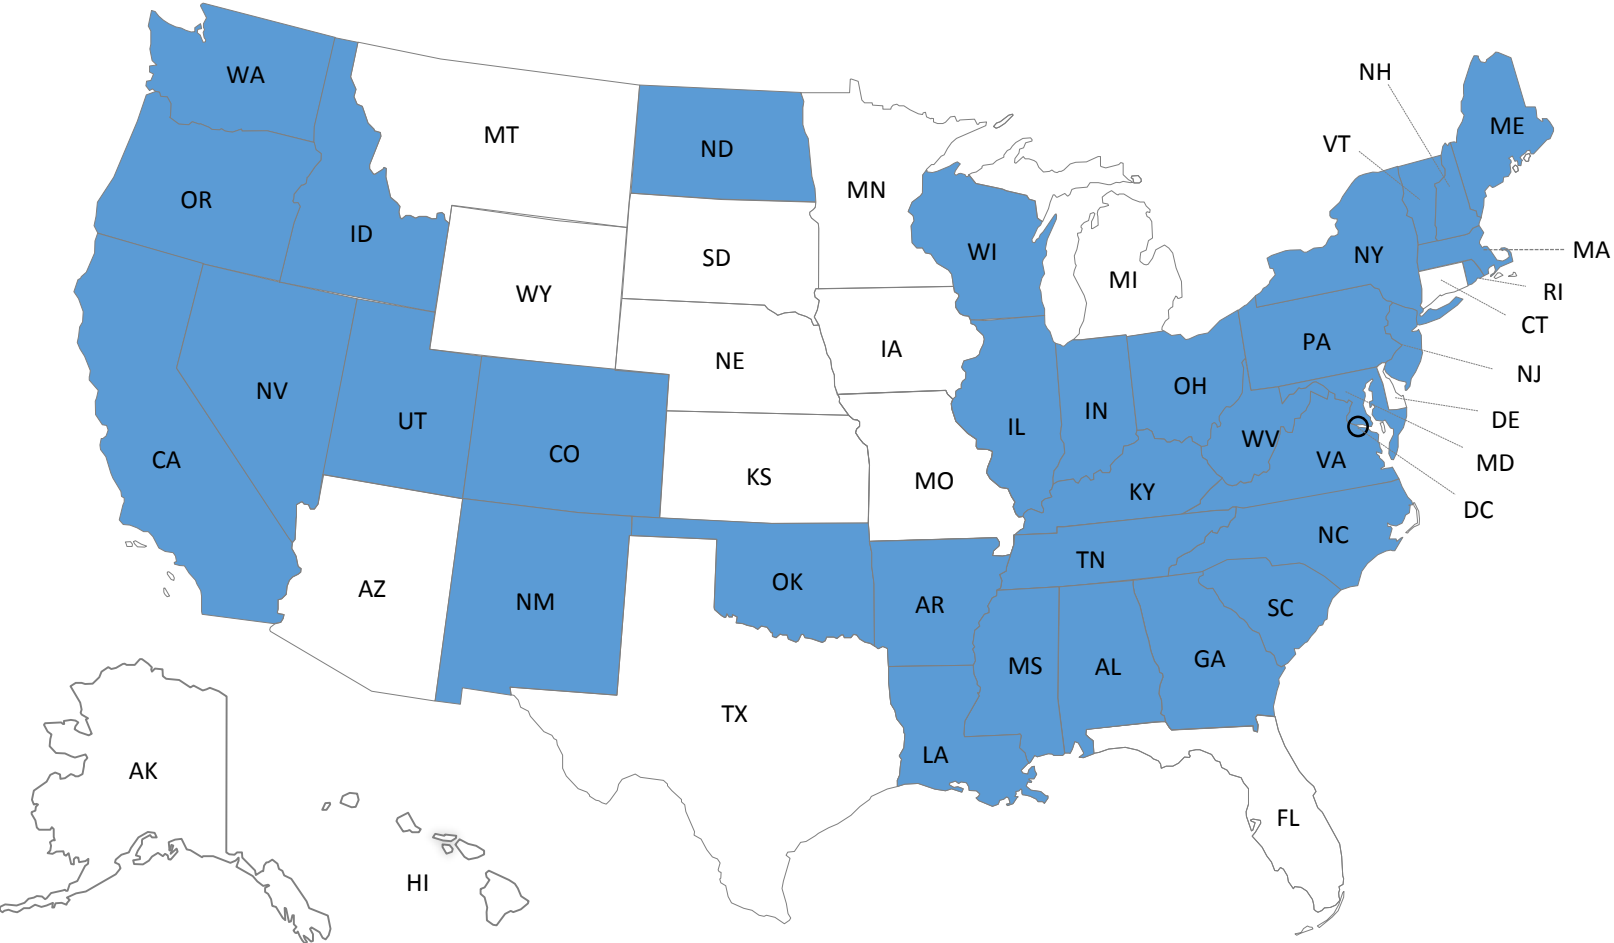 WA
NH
ME
MT
ND
VT
MN
OR
ID
WI
NY
MA
SD
MI
WY
RI
CT
PA
IA
NE
NJ
OH
NV
IN
UT
IL
DE
WV
CO
CA
VA
MD
KS
MO
KY
DC
NC
TN
OK
AZ
NM
AR
SC
GA
MS
AL
TX
LA
AK
FL
HI